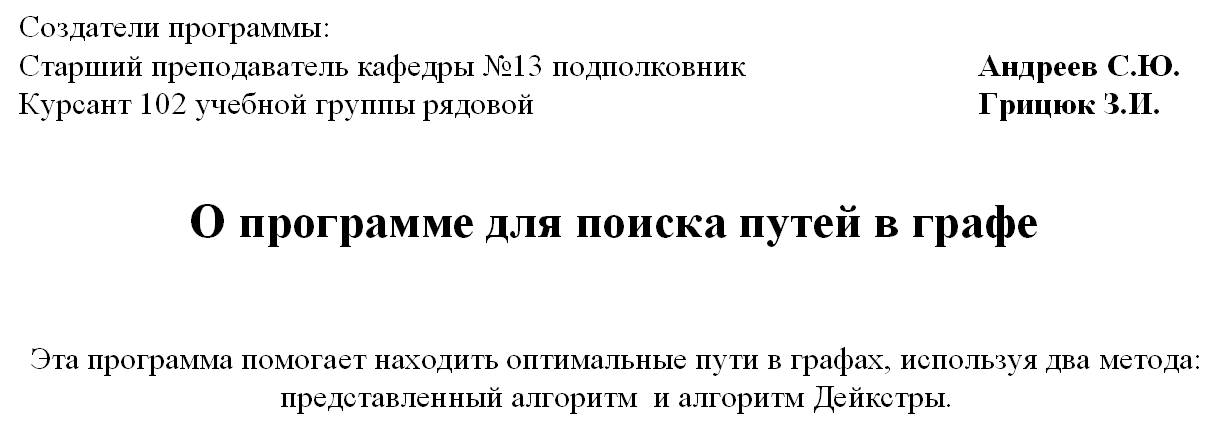 Создатели программы:
Старший преподаватель кафедры №13 подполковник Андреев С.Ю.
Курсант 102 учебной группы рядовой Грицюк З.И.
О программе для поиска путей в графе
Эта программа помогает находить оптимальные пути в графах, используя два метода:
представленный алгоритм и алгоритм Дейкстры.